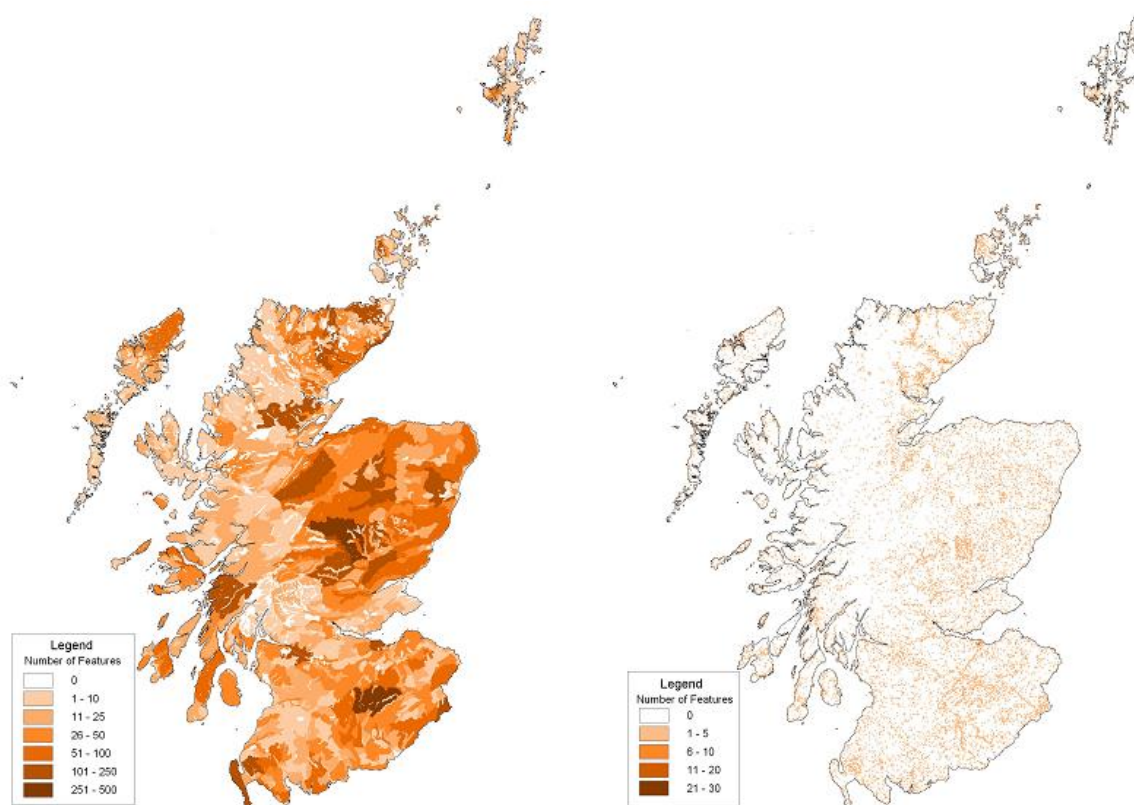 Legend
Number of Features
0
1 - 10
11 - 25
26 - 50
51 - 100
101 - 250
251 - 500
Legend
Number of Features
0
1 - 5
6 - 10
11 - 20
21 - 30